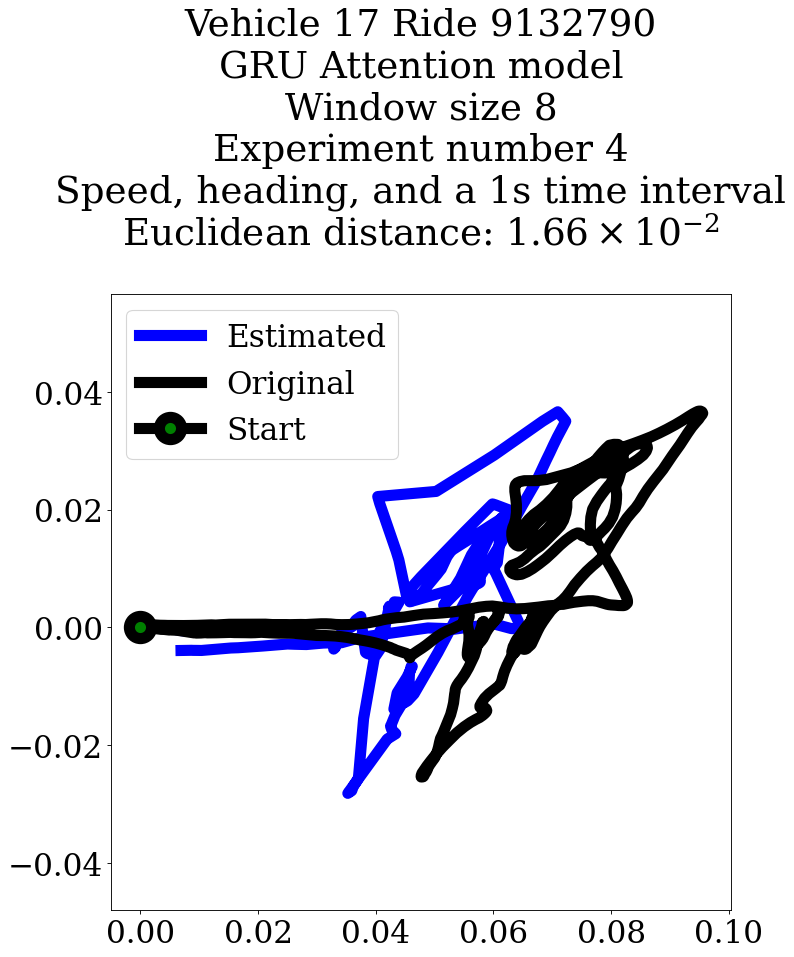 Vehicle 17 Ride 9132790
GRU Attention model
Window size 8
Experiment number 4
Speed, heading, and a 1s time interval
Euclidean distance: 1.66 × 10⁻²
Estimated
Original
Start
0.04
0.02
0.00
−0.02
−0.04
0.00 0.02 0.04 0.06 0.08 0.10